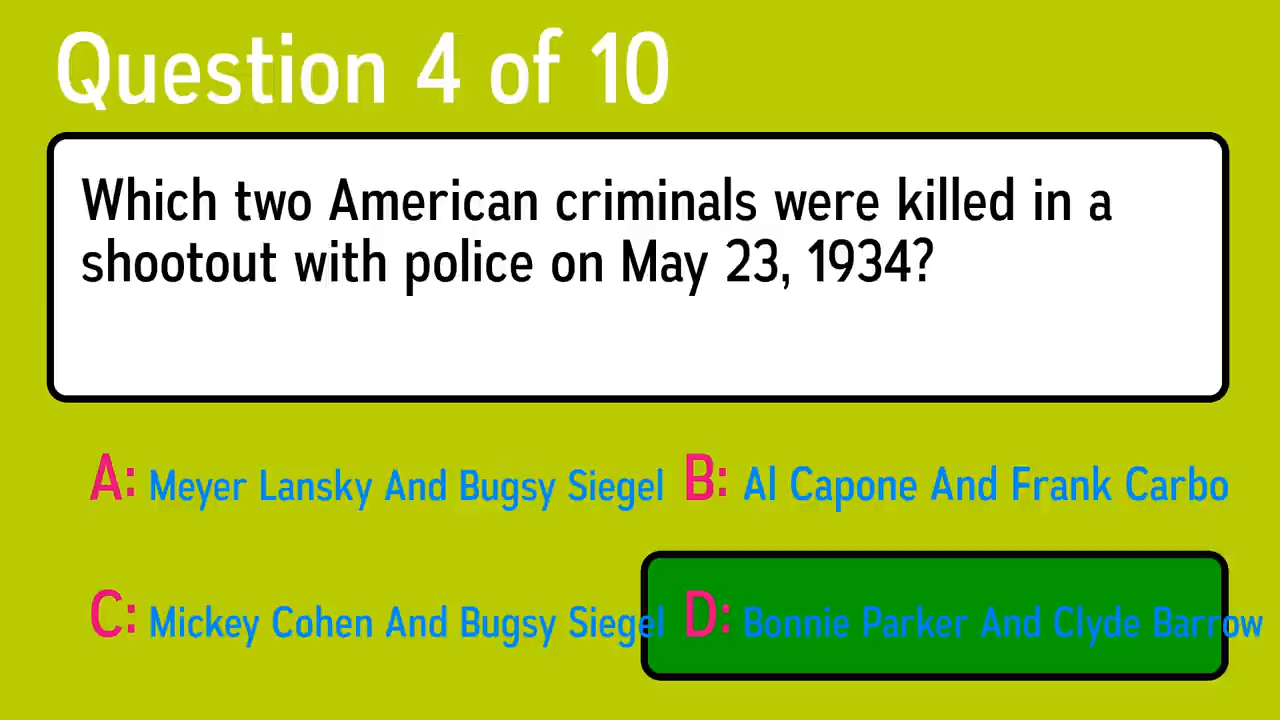 Question 4 of 10
Which two American criminals were killed in a
shootout with police on May 23, 1934?
A: Meyer Lansky And Bugsy Siegel
B: Al Capone And Frank Carbo
C: Mickey Cohen And Bugsy Siegel
D: Bonnie Parker And Clyde Barrow